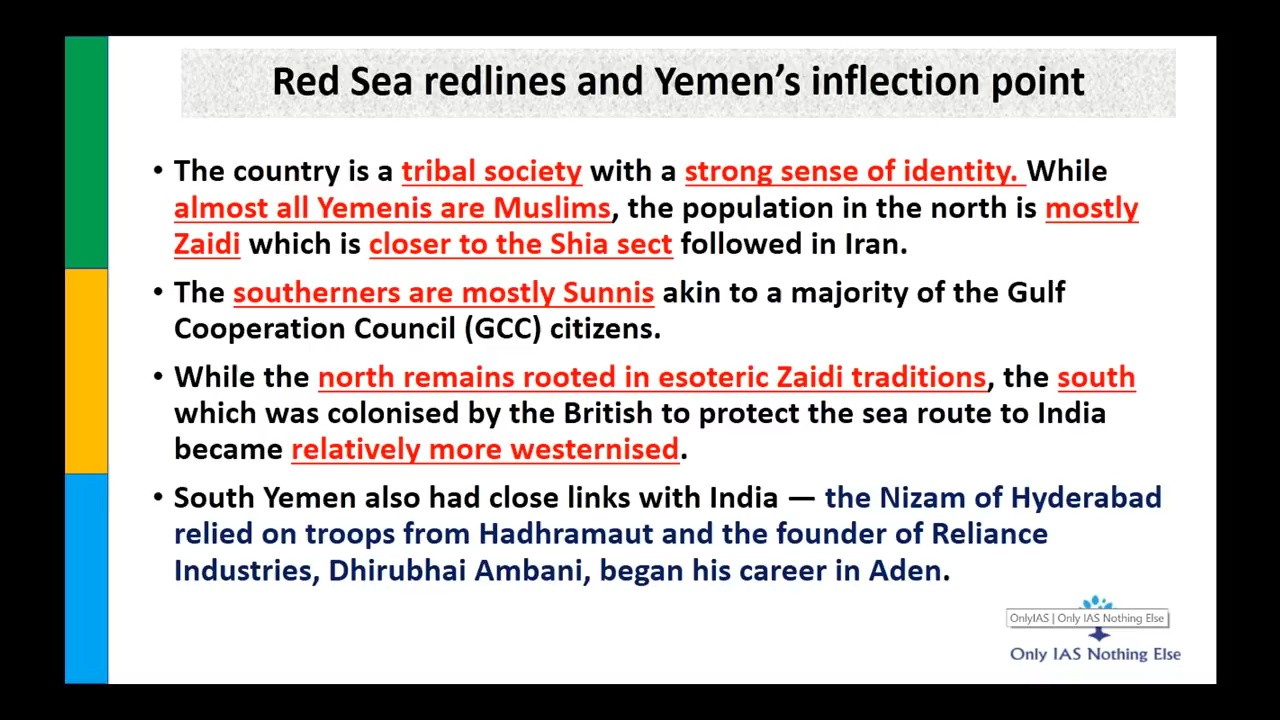 Red Sea redlines and Yemen’s inflection point
• The country is a tribal society with a strong sense of identity. While
almost all Yemenis are Muslims, the population in the north is mostly
Zaidi which is closer to the Shia sect followed in Iran.
• The southerners are mostly Sunnis akin to a majority of the Gulf
Cooperation Council (GCC) citizens.
• While the north remains rooted in esoteric Zaidi traditions, the south
which was colonised by the British to protect the sea route to India
became relatively more westernised.
• South Yemen also had close links with India — the Nizam of Hyderabad
relied on troops from Hadhramaut and the founder of Reliance
Industries, Dhirubhai Ambani, began his career in Aden.
OnlyIAS | Only IAS Nothing Else
Only IAS Nothing Else